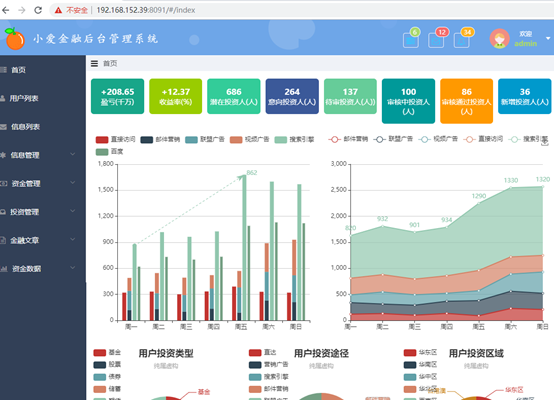 不安全 192.168.152.39:8091/#/index
小爱金融后台管理系统
6
12
34
欢迎
admin
首页
用户列表
信息列表
信息管理
资金管理
投资管理
金融文章
资金数据
首页
+208.65
盈亏(千万)
+12.37
收益率(%)
686
潜在投资人(人)
264
意向投资人(人)
137
待审投资人(人)
100
审核中投资人(人)
86
审核通过投资人(人)
36
新增投资人(人)
直接访问 邮件营销 联盟广告 视频广告 搜索引擎
百度
1,800
1,500
1,200
900
600
300
0
862
周一 周二 周三 周四 周五 周六 周日
邮件营销 联盟广告 视频广告 直接访问 搜索引擎
3,000
2,500
2,000
1,500
1,000
500
0
820 932 901 934 1290 1330 1320
周一 周二 周三 周四 周五 周六 周日
用户投资类型
纯属虚构
基金
股票
债券
储蓄
基金
用户投资途径
纯属虚构
直达
营销广告
搜索引擎
邮件营销
用户投资区域
纯属虚构
华东区
华南区
华中区
华北区
华东区
华南区